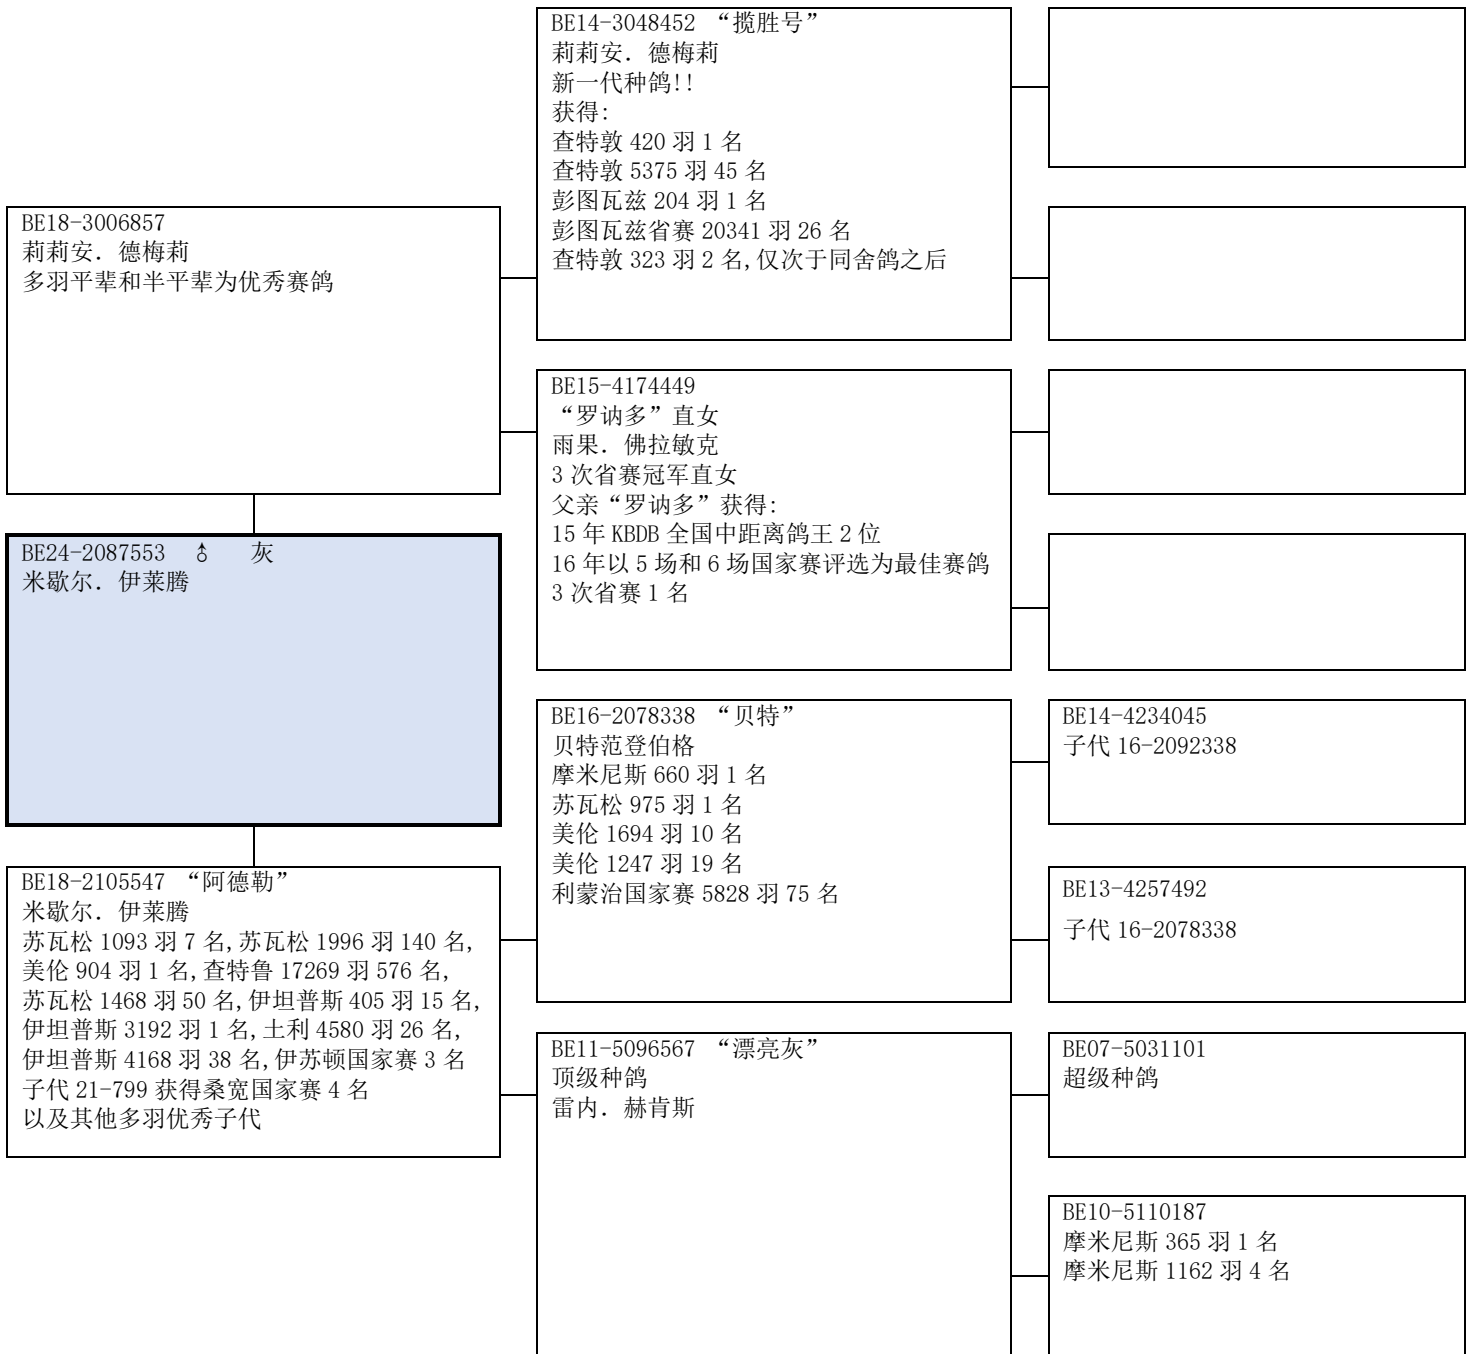 BE14-3048452 “揽胜号”
莉莉安．德梅莉
新一代种鸽!!
获得:
查特敦 420 羽 1 名
查特敦 5375 羽 45 名
彭图瓦兹 204 羽 1 名
彭图瓦兹省赛 20341 羽 26 名
查特敦 323 羽 2 名,仅次于同舍鸽之后
BE18-3006857
莉莉安．德梅莉
多羽平辈和半平辈为优秀赛鸽
BE15-4174449
“罗讷多”直女
雨果．佛拉敏克
3 次省赛冠军直女
父亲“罗讷多”获得:
15 年 KBDB 全国中距离鸽王 2 位
16 年以 5 场和 6 场国家赛评选为最佳赛鸽
3 次省赛 1 名
BE24-2087553 ♂ 灰
米歇尔．伊莱腾
BE16-2078338 “贝特”
贝特范登伯格
摩米尼斯 660 羽 1 名
苏瓦松 975 羽 1 名
美伦 1694 羽 10 名
美伦 1247 羽 19 名
利蒙治国家赛 5828 羽 75 名
BE14-4234045
子代 16-2092338
BE13-4257492
子代 16-2078338
BE18-2105547 “阿德勒”
米歇尔．伊莱腾
苏瓦松 1093 羽 7 名,苏瓦松 1996 羽 140 名,
美伦 904 羽 1 名,查特鲁 17269 羽 576 名,
苏瓦松 1468 羽 50 名,伊坦普斯 405 羽 15 名,
伊坦普斯 3192 羽 1 名,土利 4580 羽 26 名,
伊坦普斯 4168 羽 38 名,伊苏顿国家赛 3 名
子代 21-799 获得桑宽国家赛 4 名
以及其他多羽优秀子代
BE11-5096567 “漂亮灰”
顶级种鸽
雷内．赫肯斯
BE07-5031101
超级种鸽
BE10-5110187
摩米尼斯 365 羽 1 名
摩米尼斯 1162 羽 4 名